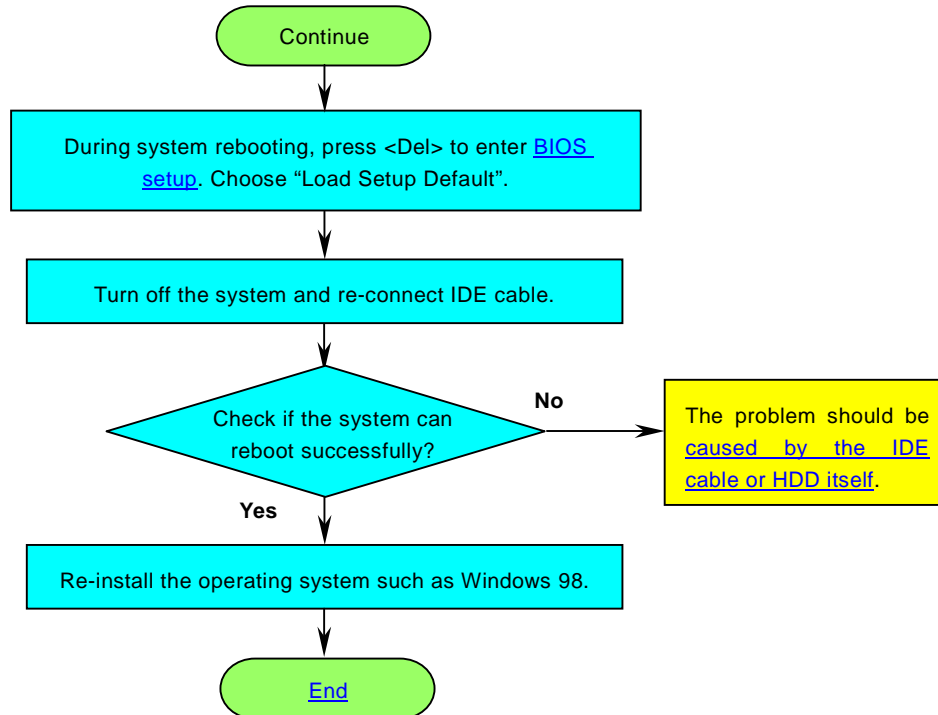 Continue
During system rebooting, press <Del> to enter BIOS
setup. Choose “Load Setup Default”.
Turn off the system and re-connect IDE cable.
Check if the system can
reboot successfully?
No
The problem should be
caused by the IDE
cable or HDD itself.
Yes
Re-install the operating system such as Windows 98.
End